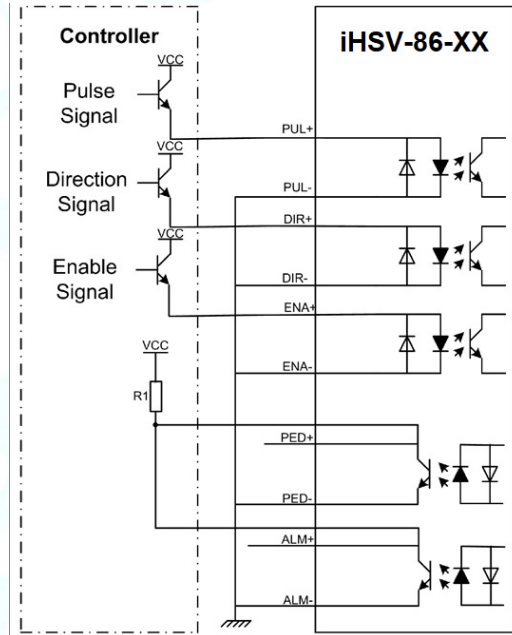 Controller
iHSV-86-XX
VCC
Pulse
Signal
PUL+
VCC
Direction
Signal
PUL-
DIR+
VCC
Enable
Signal
DIR-
ENA+
VCC
ENA-
R1
PED+
PED-
ALM+
ALM-